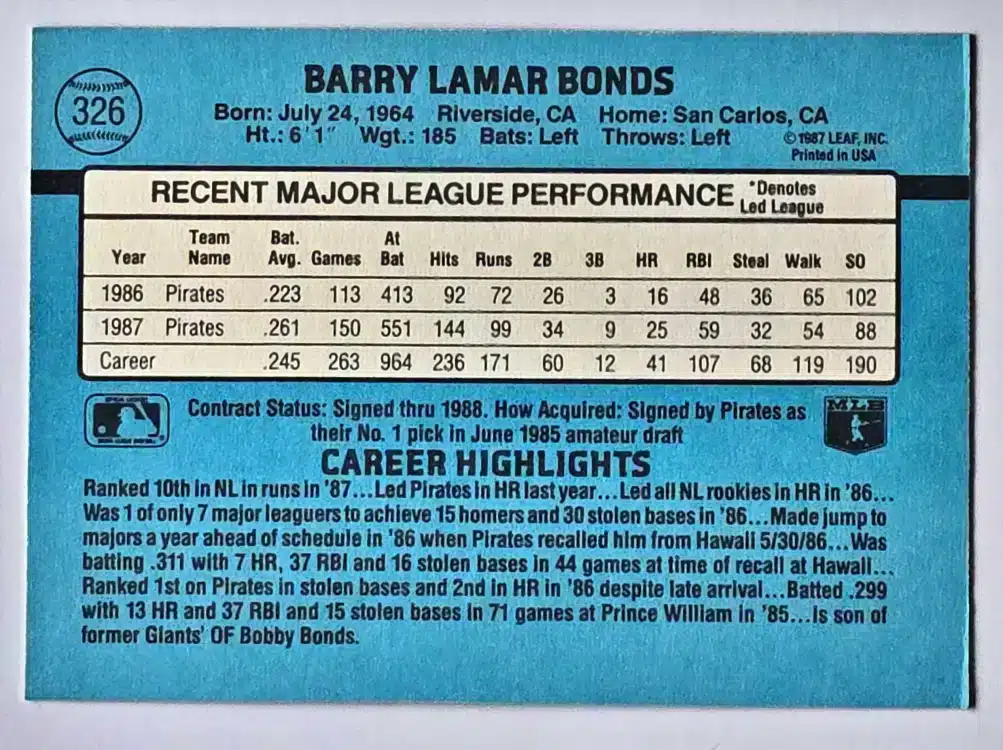 326
BARRY LAMAR BONDS
Born: July 24, 1964 Riverside, CA Home: San Carlos, CA
Ht.: 6'1" Wgt.: 185 Bats: Left Throws: Left
© 1987 LEAF, INC.
Printed in USA
RECENT MAJOR LEAGUE PERFORMANCE *Denotes Led League
Year Team Name Bat. Avg. Games At Bat Hits Runs 2B 3B HR RBI Steal Walk SO
1986 Pirates .223 113 413 92 72 26 3 16 48 36 65 102
1987 Pirates .261 150 551 144 99 34 9 25 59 32 54 88
Career .245 263 964 236 171 60 12 41 107 68 119 190
Contract Status: Signed thru 1988. How Acquired: Signed by Pirates as
their No. 1 pick in June 1985 amateur draft
MLB
CAREER HIGHLIGHTS
Ranked 10th in NL in runs in '87...Led Pirates in HR last year...Led all NL rookies in HR in '86...
Was 1 of only 7 major leaguers to achieve 15 homers and 30 stolen bases in '86...Made jump to
majors a year ahead of schedule in '86 when Pirates recalled him from Hawaii 5/30/86...Was
batting .311 with 7 HR, 37 RBI and 16 stolen bases in 44 games at time of recall at Hawaii...
Ranked 1st on Pirates in stolen bases and 2nd in HR in '86 despite late arrival...Batted .299
with 13 HR and 37 RBI and 15 stolen bases in 71 games at Prince William in '85...Is son of
former Giants' OF Bobby Bonds.